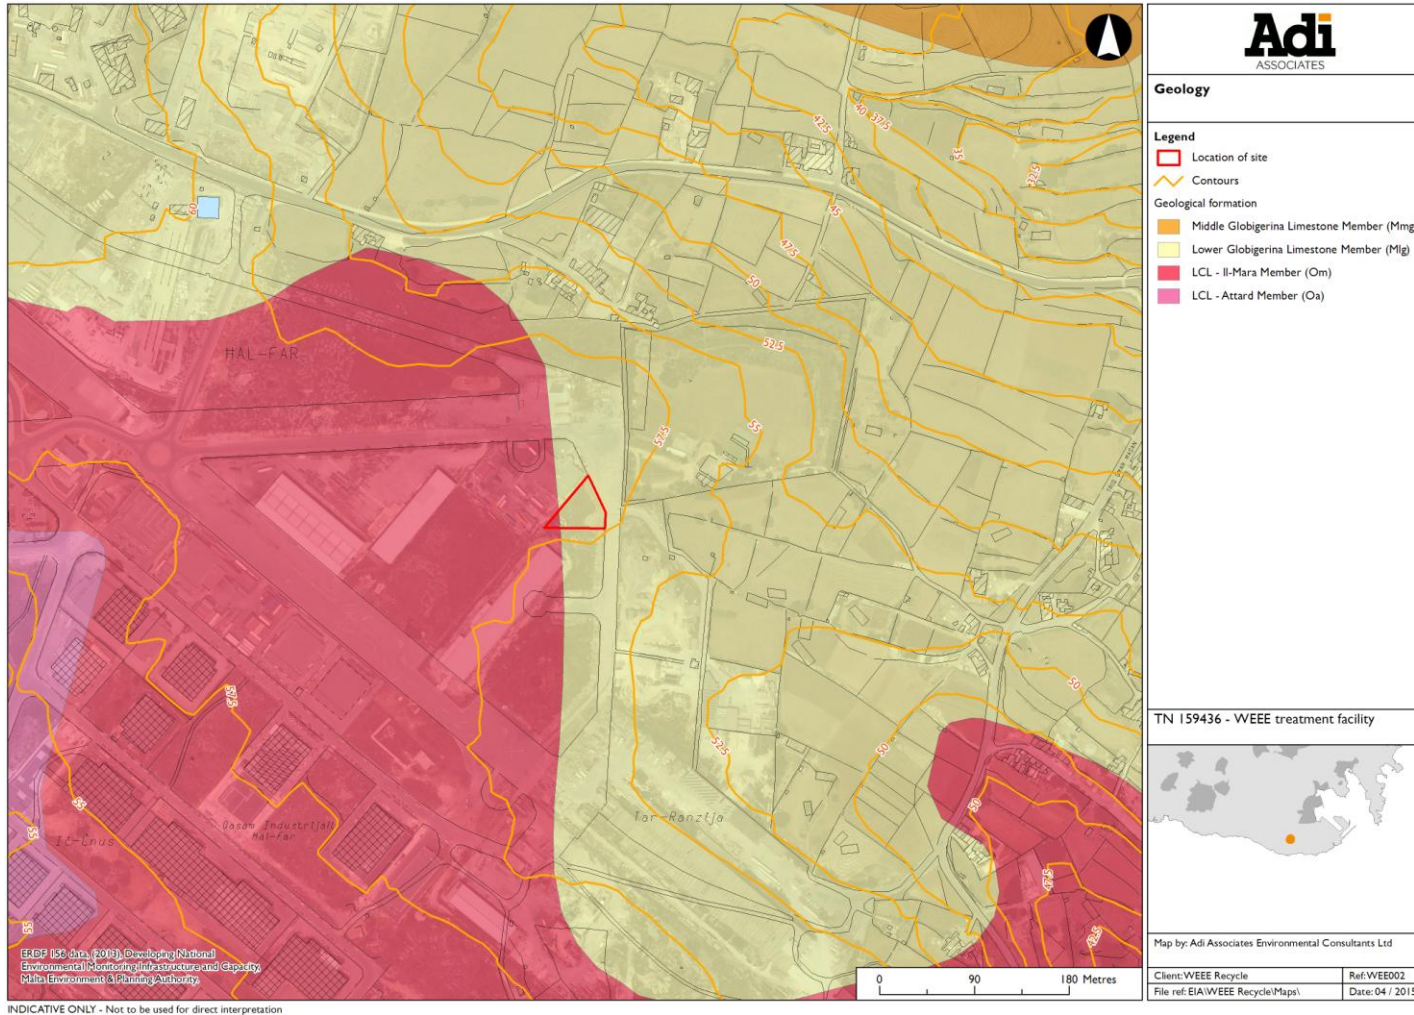 Adi
ASSOCIATES
Geology
Legend
Location of site
Contours
Geological formation
Middle Globigerina Limestone Member (Mmg
Lower Globigerina Limestone Member (Mlg)
LCL - Il-Mara Member (Om)
LCL - Attard Member (Oa)
42.5
40
37.5
35
32.5
60
45
47.5
50
52.5
HAL-FAR
57.5
55
50
57.5
52.5
50
50
55
55
Qasam Industrijali
Hal-Far
Tar-Ranzija
47.5
42.5
55
ERDF 156 data, (2013), Developing National
Environmental Monitoring Infrastructure and Capacity,
Malta Environment & Planning Authority.
0 90 180 Metres
INDICATIVE ONLY - Not to be used for direct interpretation
TN 159436 - WEEE treatment facility
Map by: Adi Associates Environmental Consultants Ltd
Client: WEEE Recycle Ref: WEE002
File ref: EIA\WEEE Recycle\Maps\ Date: 04 / 2015